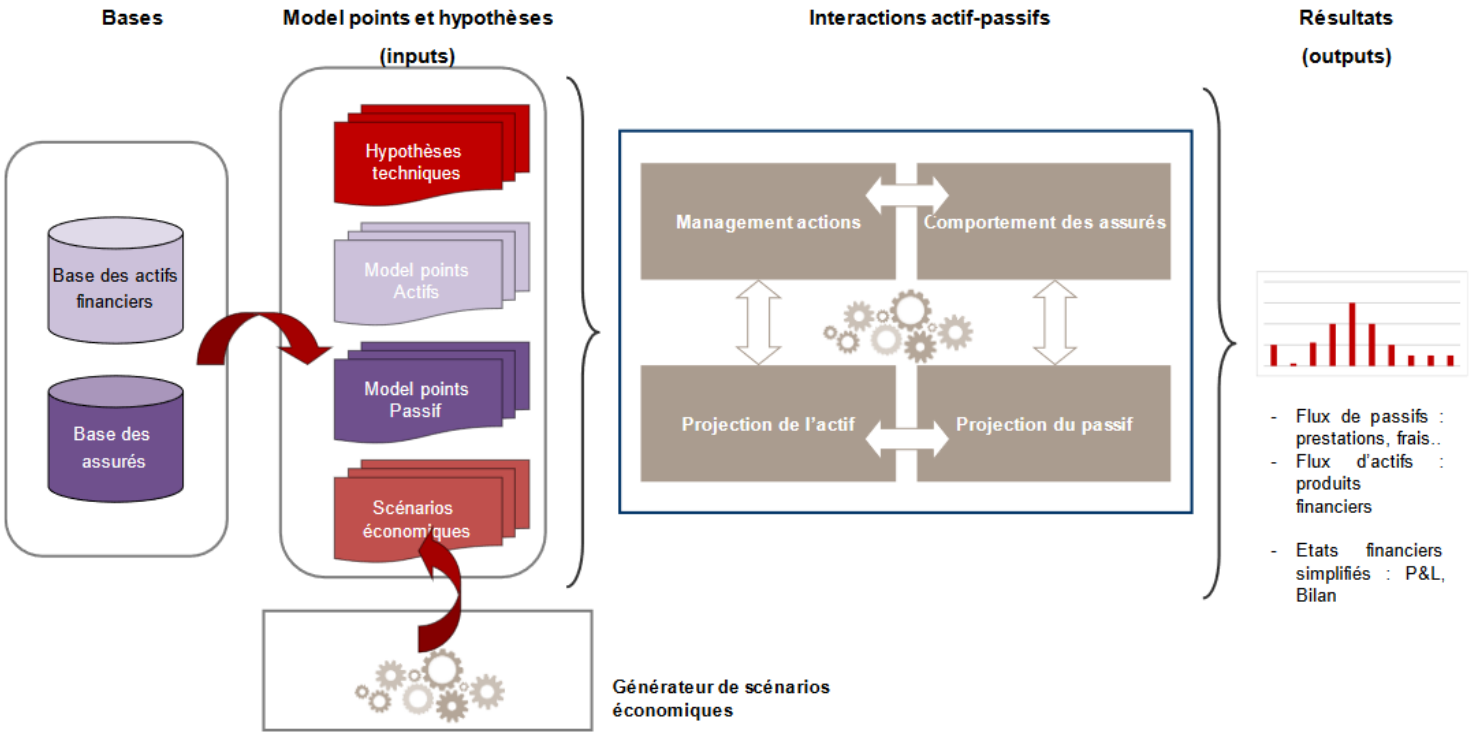 Bases
Model points et hypothèses
(inputs)
Interactions actif-passifs
Résultats
(outputs)
Base des actifs
financiers
Base des
assurés
Hypothèses
techniques
Model points
Actifs
Model points
Passif
Scénarios
économiques
Générateur de scénarios
économiques
Management actions
Comportement des assurés
Projection de l'actif
Projection du passif
- Flux de passifs :
prestations, frais..
- Flux d'actifs :
produits
financiers
- Etats financiers
simplifiés : P&L,
Bilan